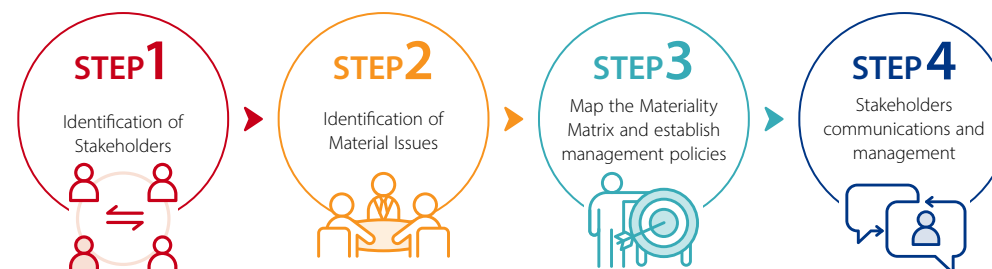 STEP1
Identification of
Stakeholders
STEP2
Identification of
Material Issues
STEP3
Map the Materiality
Matrix and establish
management policies
STEP4
Stakeholders
communications and
management